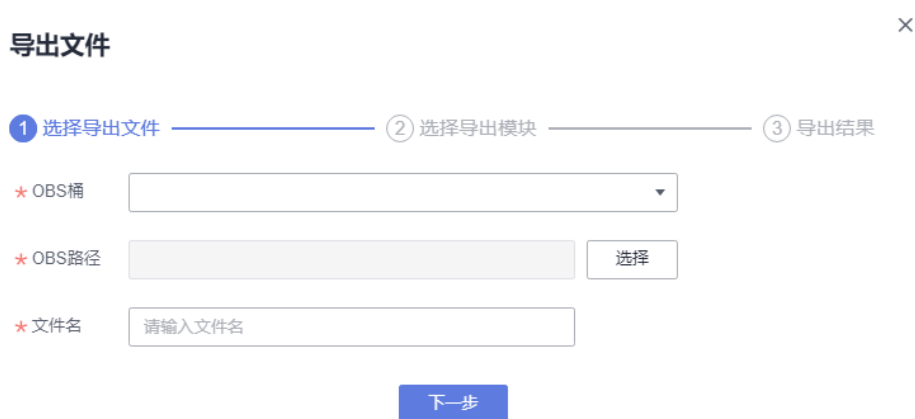 导出文件
1 选择导出文件 2 选择导出模块 3 导出结果
* OBS桶
* OBS路径 选择
* 文件名 请输入文件名
下一步